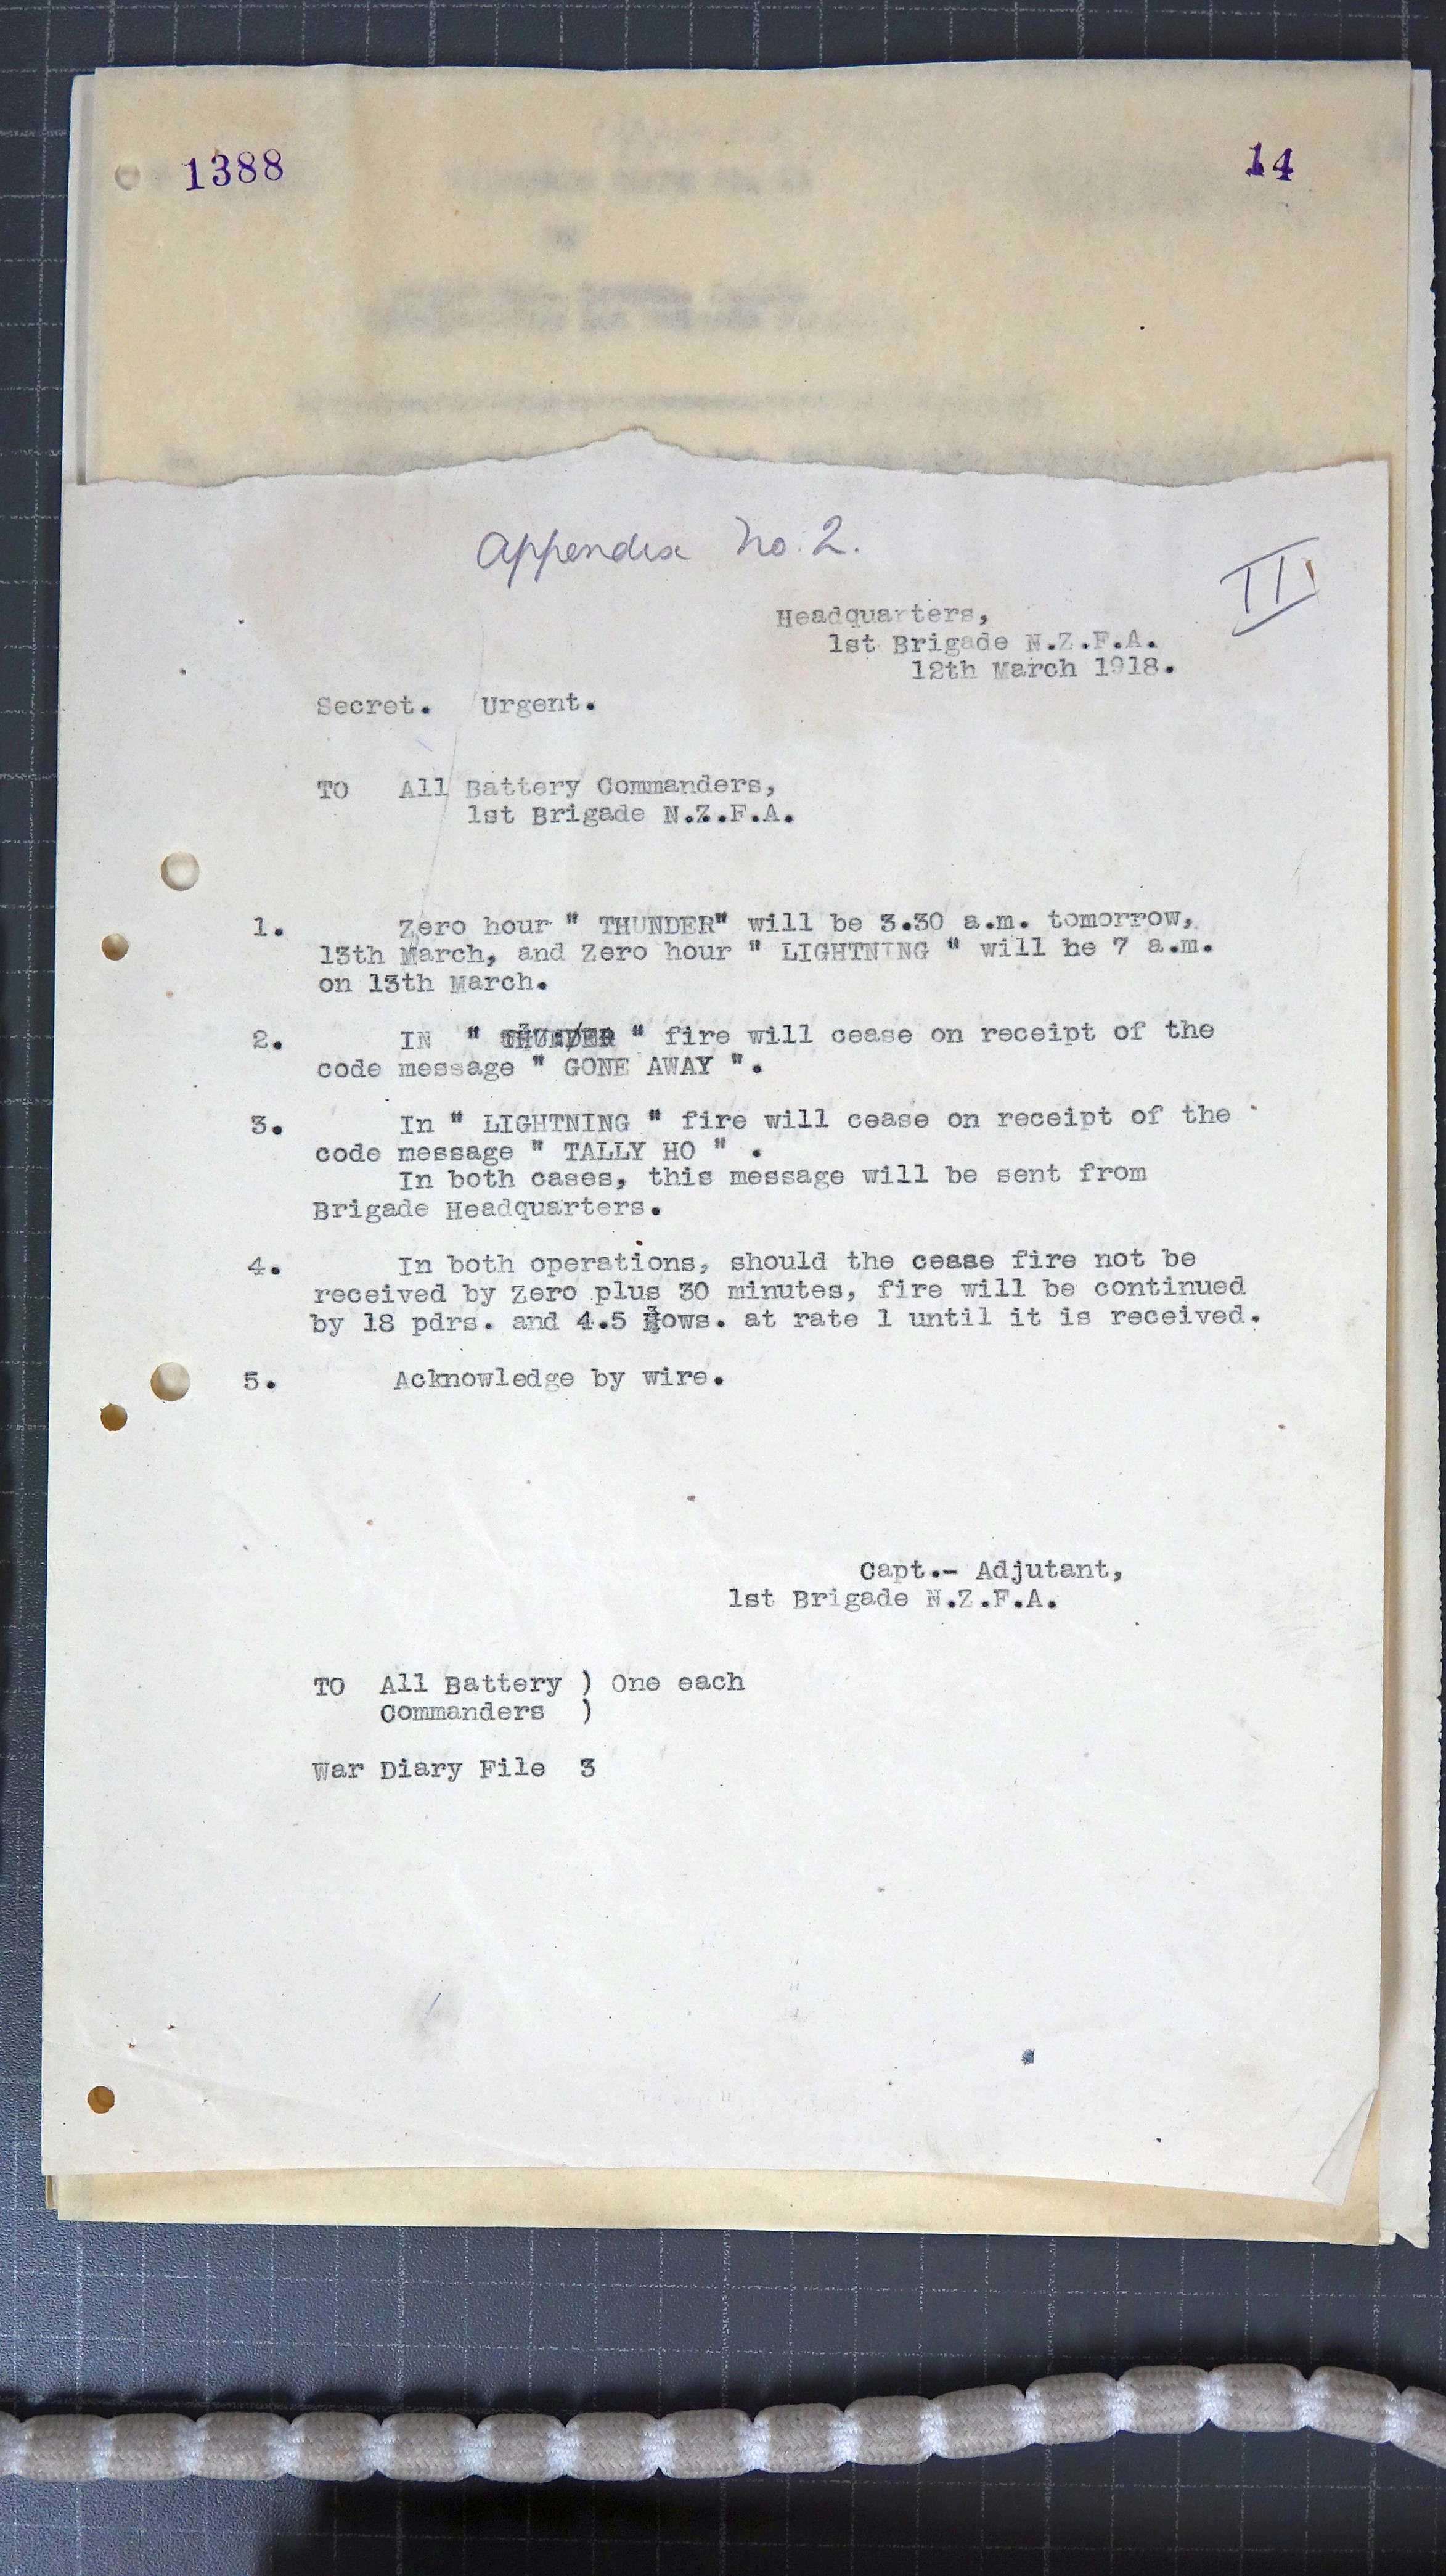 1388 14
Appendix No. 2.
II
Headquarters,
1st Brigade N.Z.F.A.
12th March 1918.
Secret. Urgent.
TO All Battery Commanders,
1st Brigade N.Z.F.A.
1. Zero hour " THUNDER" will be 3.30 a.m. tomorrow,
13th March, and Zero hour " LIGHTNING " will be 7 a.m.
on 13th March.
2. IN " THUNDER " fire will cease on receipt of the
code message " GONE AWAY ".
3. In " LIGHTNING " fire will cease on receipt of the
code message " TALLY HO " .
In both cases, this message will be sent from
Brigade Headquarters.
4. In both operations, should the cease fire not be
received by Zero plus 30 minutes, fire will be continued
by 18 pdrs. and 4.5 Hows. at rate 1 until it is received.
5. Acknowledge by wire.
Capt.- Adjutant,
1st Brigade N.Z.F.A.
TO All Battery ) One each
Commanders )
War Diary File 3